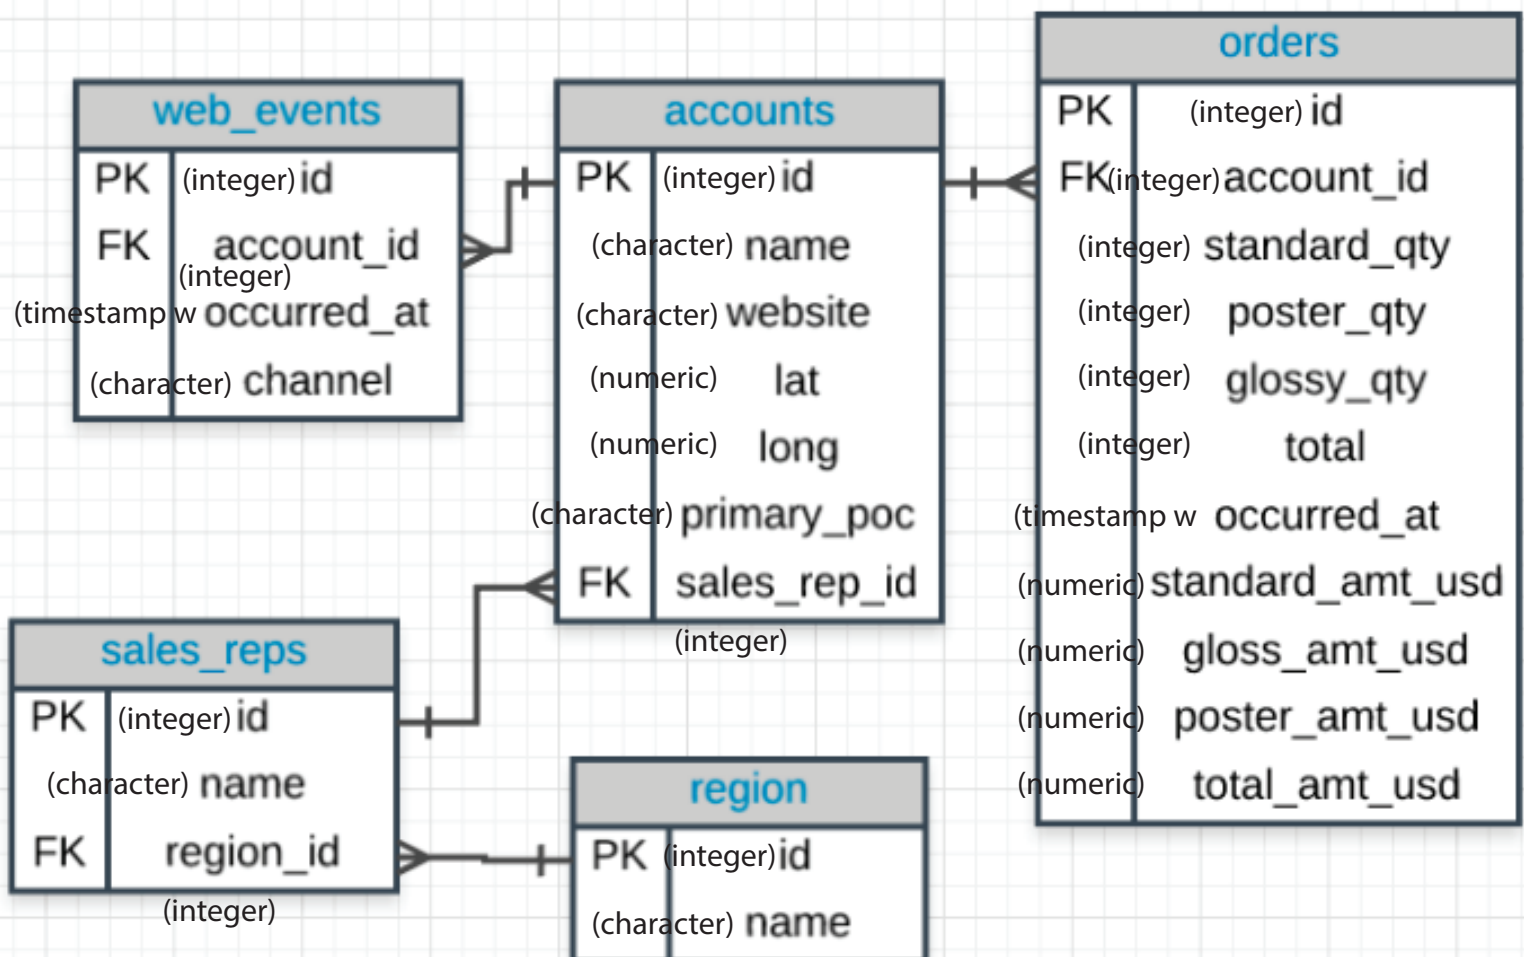 web_events
PK (integer) id
FK account_id
(integer)
(timestamp w occurred_at
(character) channel
accounts
PK (integer) id
(character) name
(character) website
(numeric) lat
(numeric) long
(character) primary_poc
FK sales_rep_id
(integer)
orders
PK (integer) id
FK (integer) account_id
(integer) standard_qty
(integer) poster_qty
(integer) glossy_qty
(integer) total
(timestamp w occurred_at
(numeric) standard_amt_usd
(numeric) gloss_amt_usd
(numeric) poster_amt_usd
(numeric) total_amt_usd
sales_reps
PK (integer) id
(character) name
FK region_id
(integer)
region
PK (integer) id
(character) name